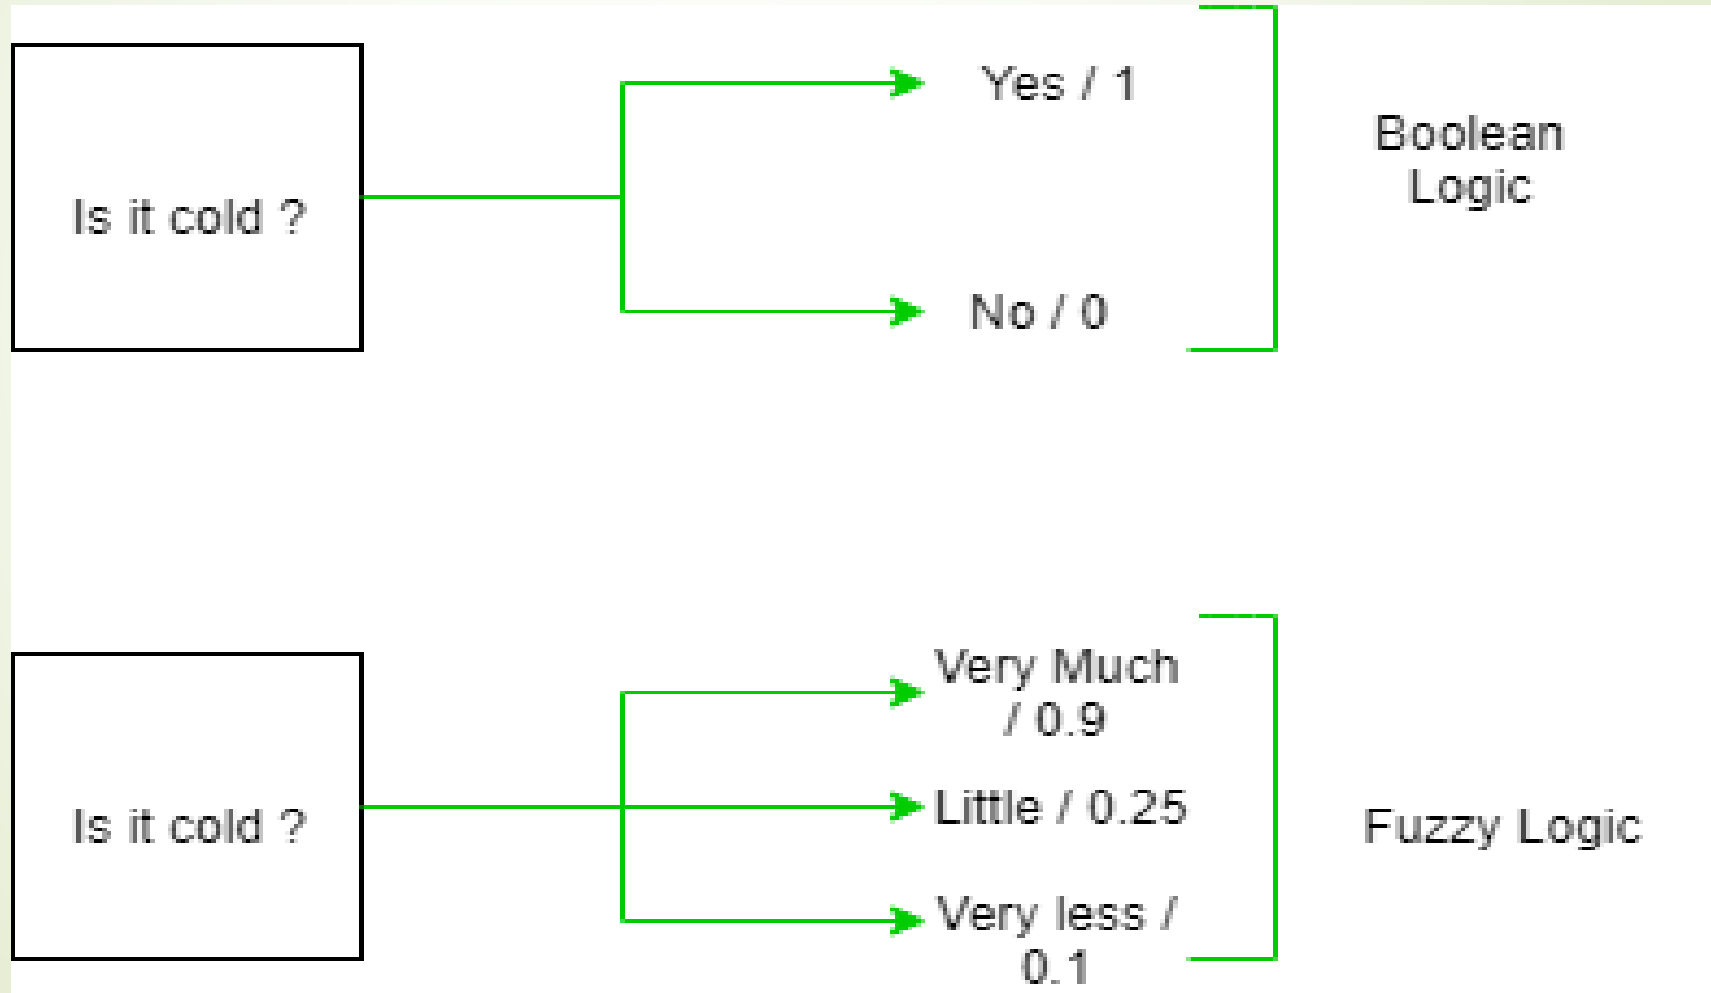 Is it cold ?
Yes / 1
No / 0
Boolean
Logic
Is it cold ?
Very Much
/ 0.9
Little / 0.25
Very less /
0.1
Fuzzy Logic